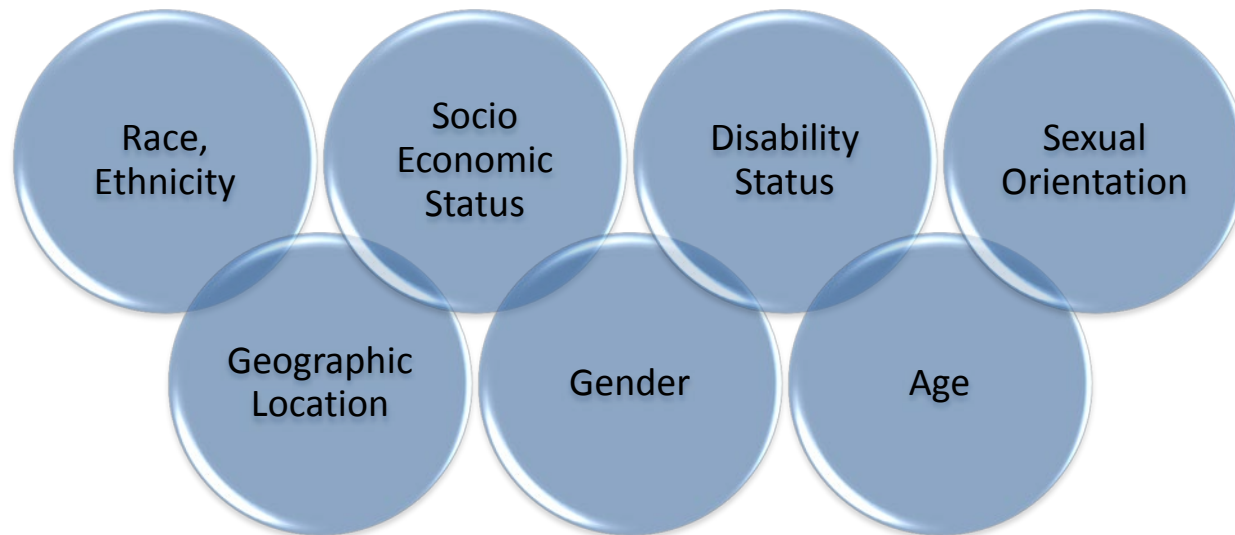 Race,
Ethnicity
Socio
Economic
Status
Disability
Status
Sexual
Orientation
Geographic
Location
Gender
Age